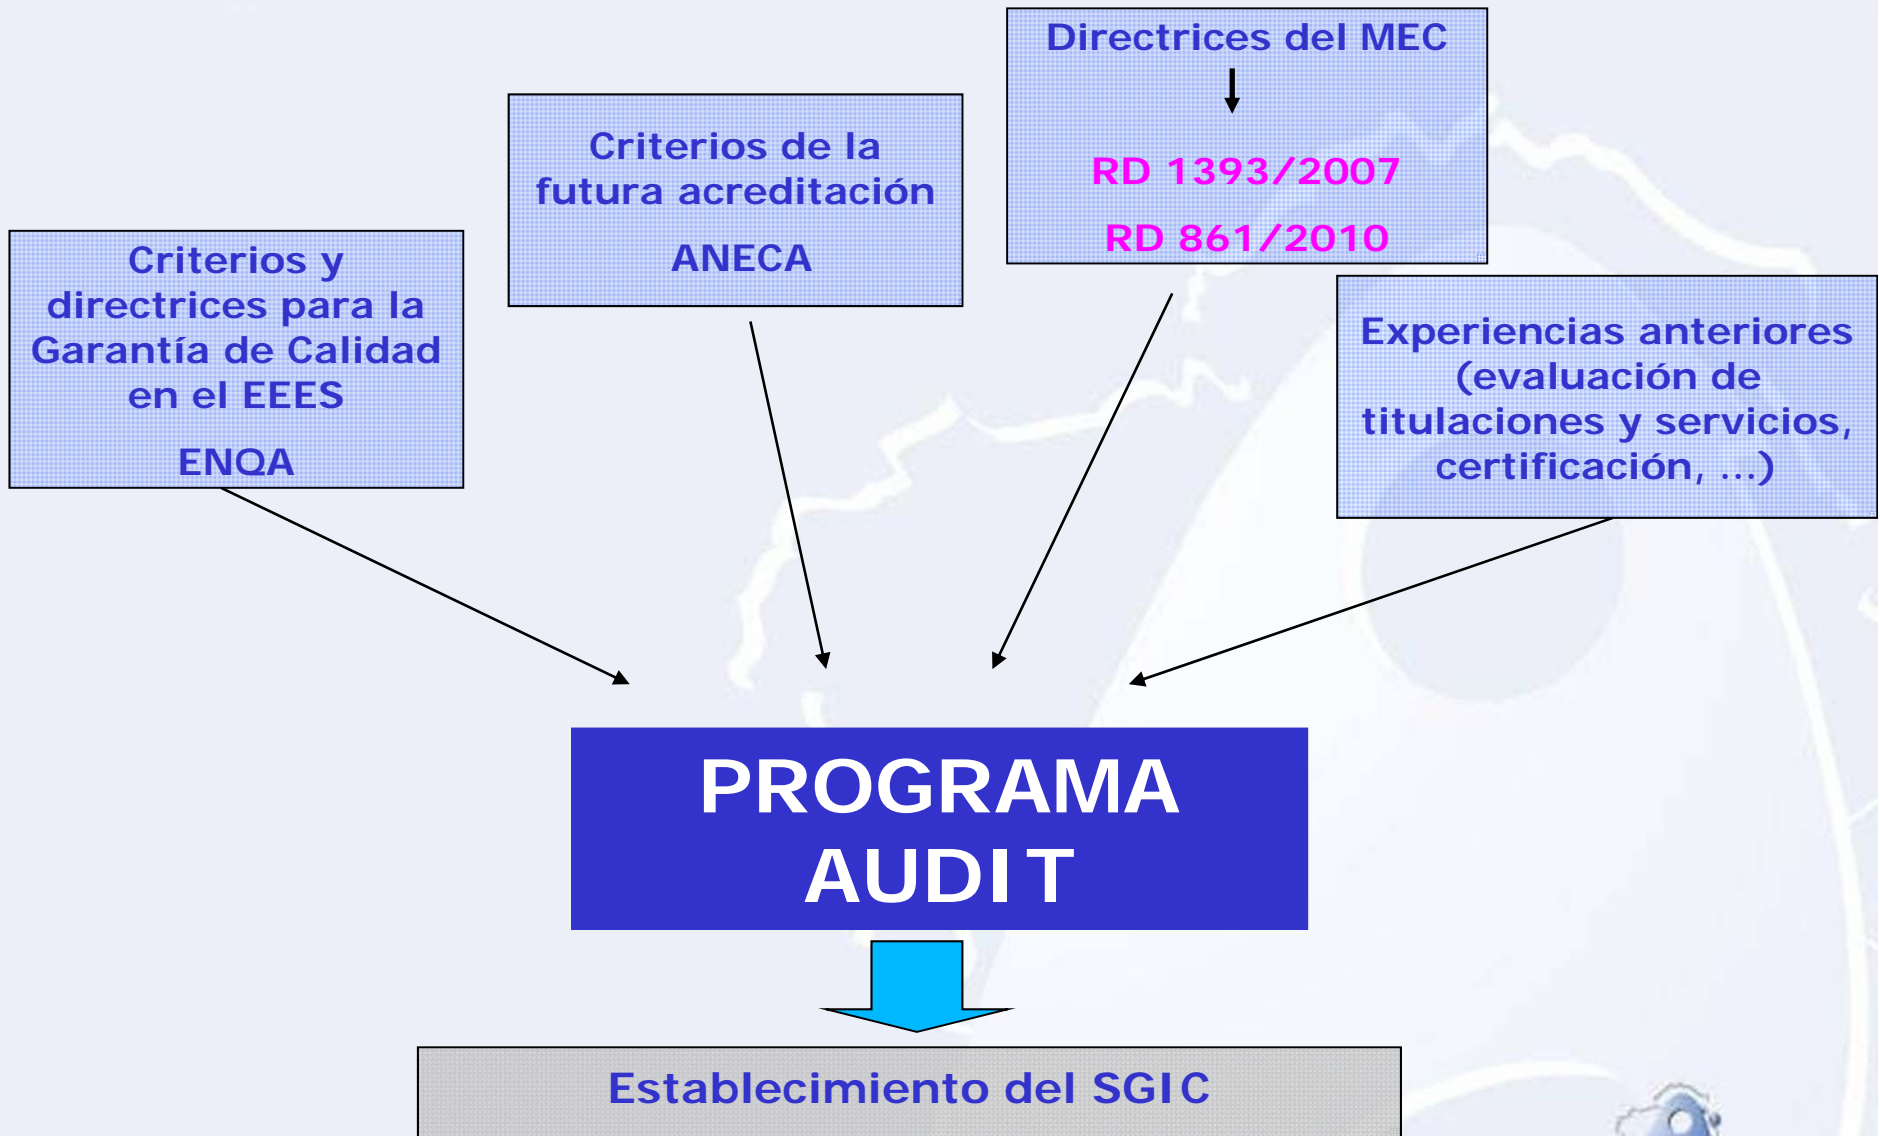 Directrices del MEC
RD 1393/2007
RD 861/2010
Criterios de la
futura acreditación
ANECA
Criterios y
directrices para la
Garantía de Calidad
en el EEES
ENQA
Experiencias anteriores
(evaluación de
titulaciones y servicios,
certificación, ...)
PROGRAMA
AUDIT
Establecimiento del SGIC